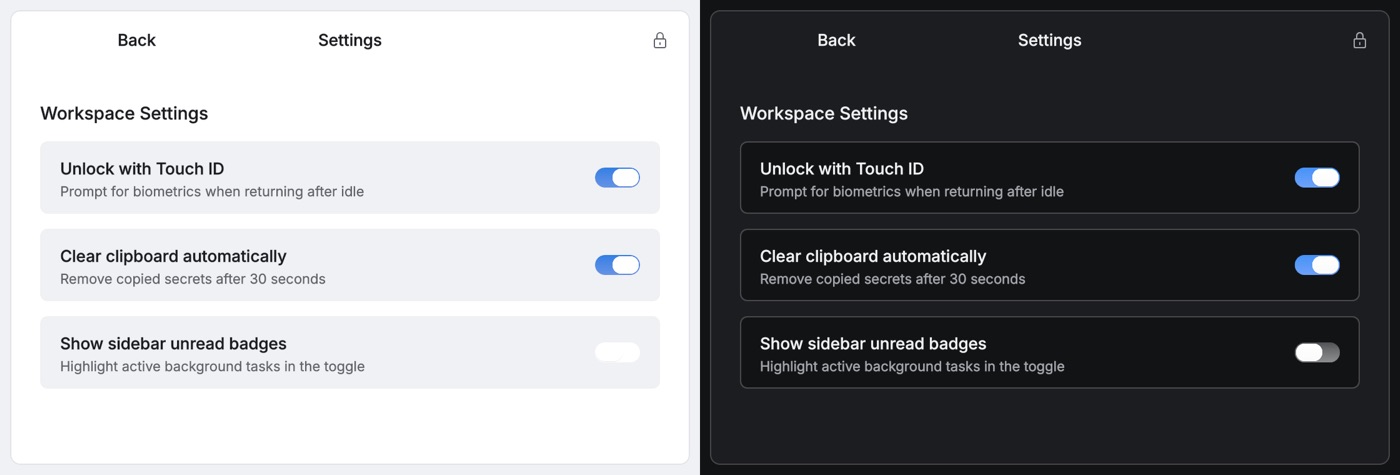 Back
Settings
Workspace Settings
Unlock with Touch ID
Prompt for biometrics when returning after idle
Clear clipboard automatically
Remove copied secrets after 30 seconds
Show sidebar unread badges
Highlight active background tasks in the toggle
Back
Settings
Workspace Settings
Unlock with Touch ID
Prompt for biometrics when returning after idle
Clear clipboard automatically
Remove copied secrets after 30 seconds
Show sidebar unread badges
Highlight active background tasks in the toggle